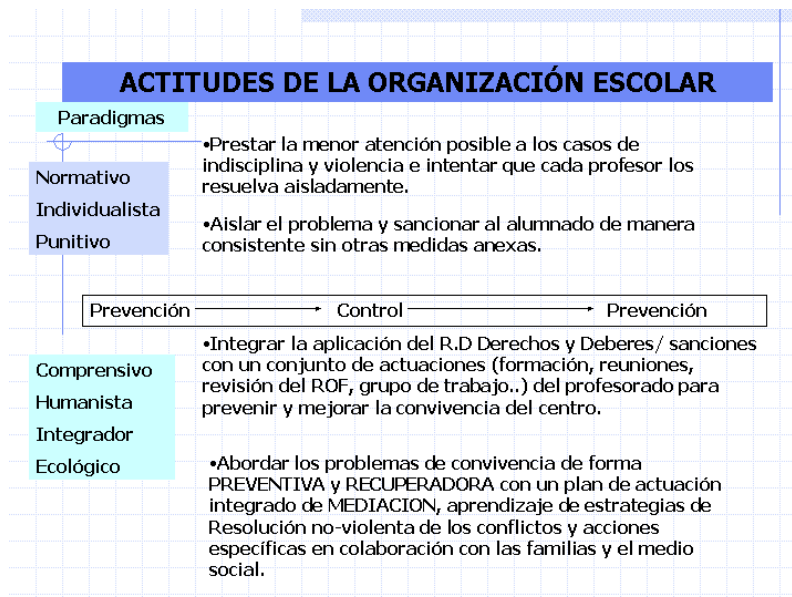 ACTITUDES DE LA ORGANIZACIÓN ESCOLAR
Paradigmas
Normativo
Individualista
Punitivo
•Prestar la menor atención posible a los casos de
indisciplina y violencia e intentar que cada profesor los
resuelva aisladamente.
•Aislar el problema y sancionar al alumnado de manera
consistente sin otras medidas anexas.
Prevención Control Prevención
Comprensivo
Humanista
Integrador
Ecológico
•Integrar la aplicación del R.D Derechos y Deberes/ sanciones
con un conjunto de actuaciones (formación, reuniones,
revisión del ROF, grupo de trabajo..) del profesorado para
prevenir y mejorar la convivencia del centro.
•Abordar los problemas de convivencia de forma
PREVENTIVA y RECUPERADORA con un plan de actuación
integrado de MEDIACION, aprendizaje de estrategias de
Resolución no-violenta de los conflictos y acciones
específicas en colaboración con las familias y el medio
social.